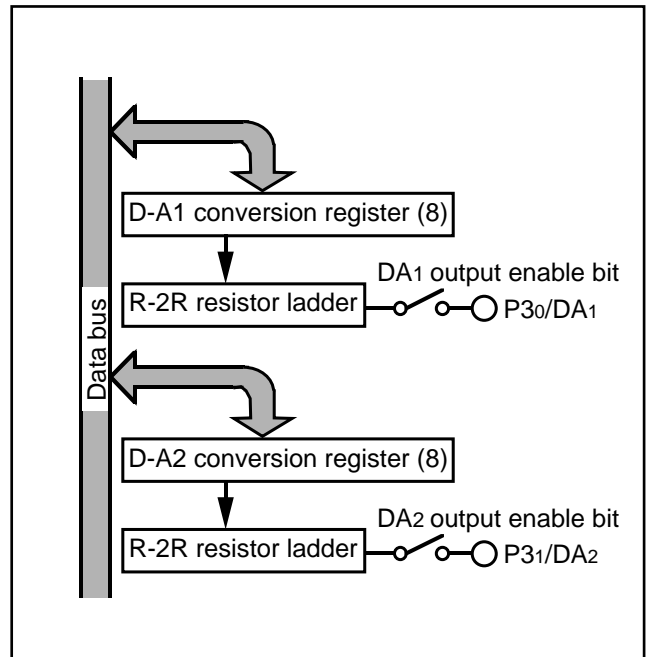 D-A1 conversion register (8)
DA1 output enable bit
R-2R resistor ladder
P30/DA1
Data bus
D-A2 conversion register (8)
DA2 output enable bit
R-2R resistor ladder
P31/DA2